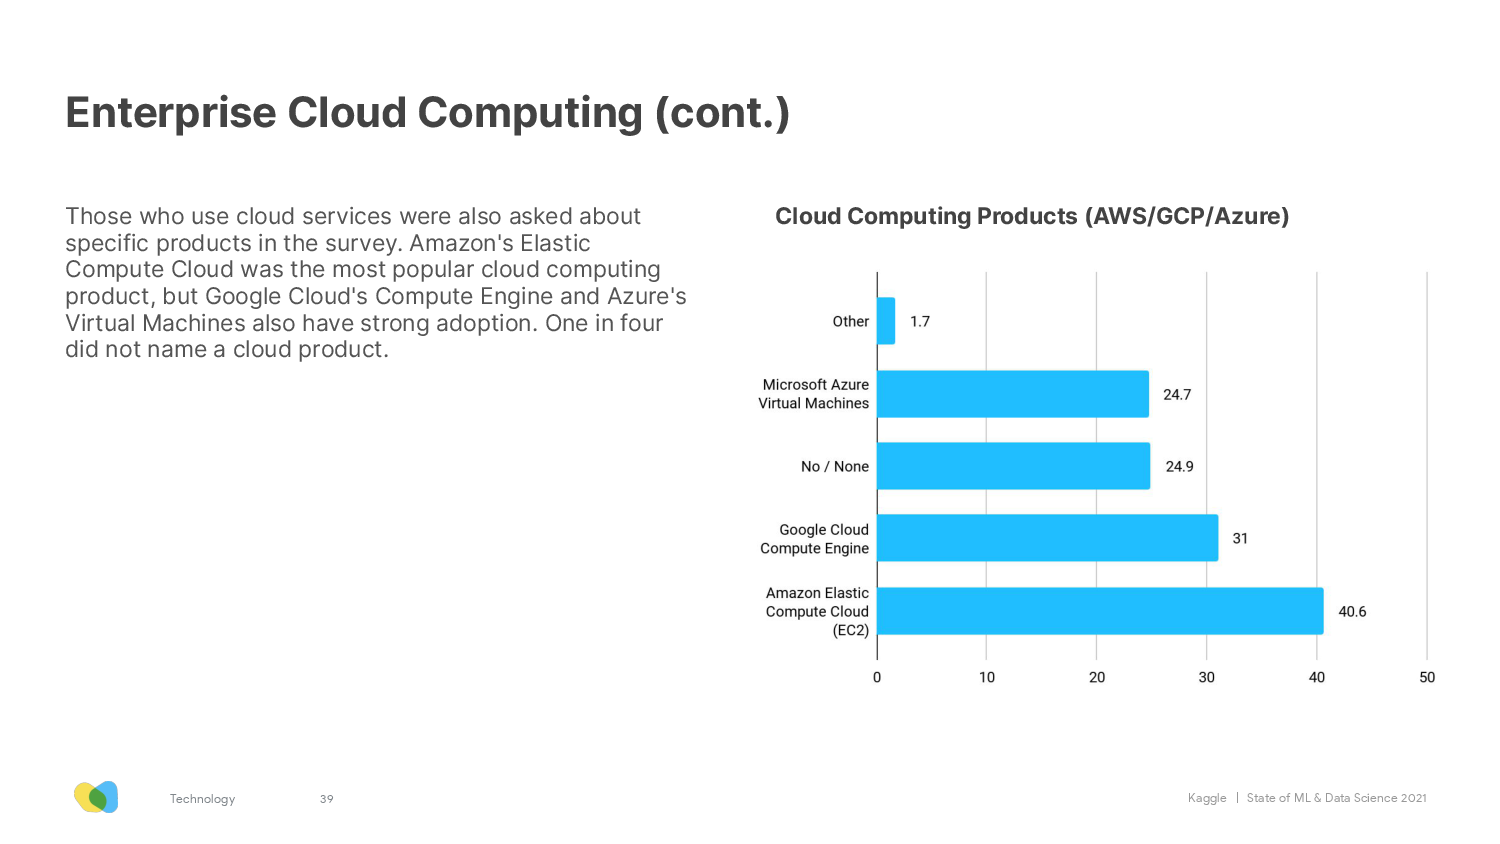 Enterprise Cloud Computing (cont.)
Those who use cloud services were also asked about
specific products in the survey. Amazon's Elastic
Compute Cloud was the most popular cloud computing
product, but Google Cloud's Compute Engine and Azure's
Virtual Machines also have strong adoption. One in four
did not name a cloud product.
Cloud Computing Products (AWS/GCP/Azure)
Other
1.7
Microsoft Azure
Virtual Machines
24.7
No / None
24.9
Google Cloud
Compute Engine
31
Amazon Elastic
Compute Cloud
(EC2)
40.6
0 10 20 30 40 50
Technology 39
Kaggle | State of ML & Data Science 2021